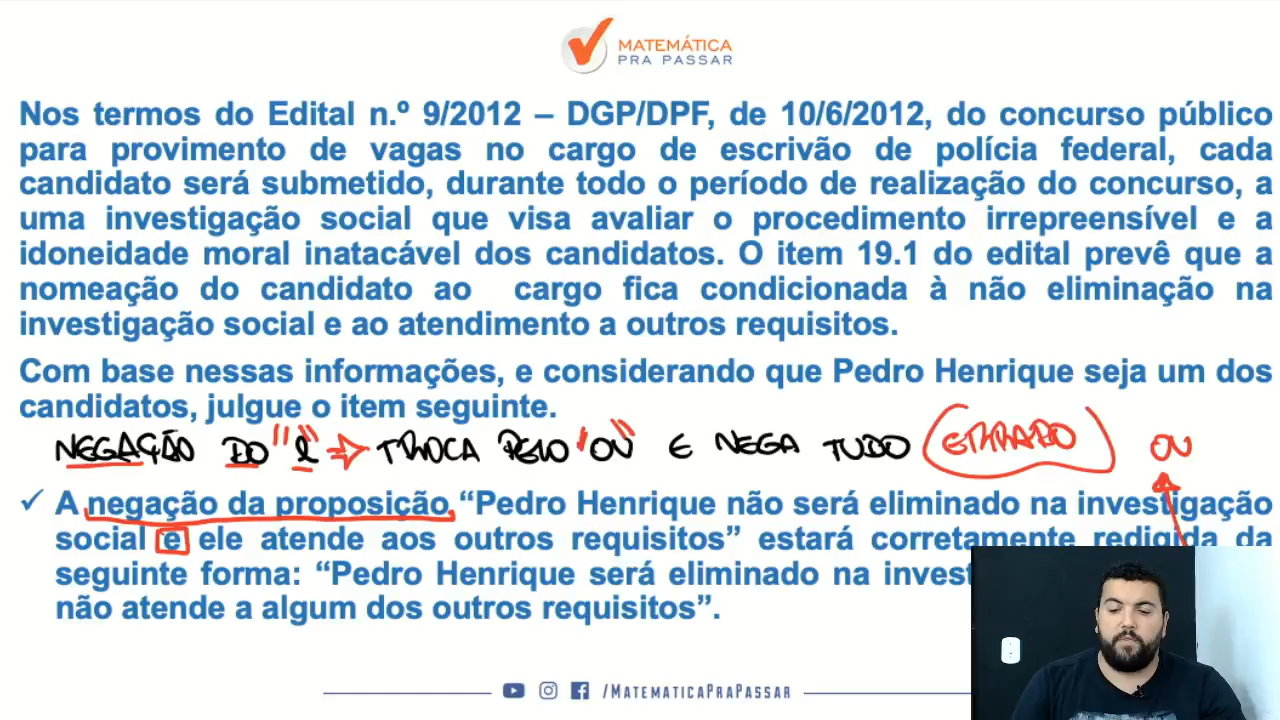 MATEMÁTICA
PRA PASSAR
Nos termos do Edital n.º 9/2012 – DGP/DPF, de 10/6/2012, do concurso público
para provimento de vagas no cargo de escrivão de polícia federal, cada
candidato será submetido, durante todo o período de realização do concurso, a
uma investigação social que visa avaliar o procedimento irrepreensível e a
idoneidade moral inatacável dos candidatos. O item 19.1 do edital prevê que a
nomeação do candidato ao cargo fica condicionada à não eliminação na
investigação social e ao atendimento a outros requisitos.
Com base nessas informações, e considerando que Pedro Henrique seja um dos
candidatos, julgue o item seguinte.
NEGAÇÃO DO "e" ⇒ TROCA PELO "OU" E NEGA TUDO ERRADO OU
✓ A negação da proposição “Pedro Henrique não será eliminado na investigação
social e ele atende aos outros requisitos” estará corretamente redigida da
seguinte forma: “Pedro Henrique será eliminado na
não atende a algum dos outros requisitos”.
/MATEMATICAPRAPASSAR